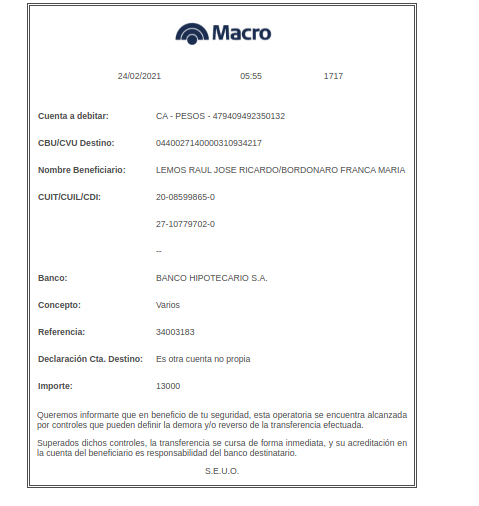 Macro
24/02/2021 05:55 1717
Cuenta a debitar: CA - PESOS - 479409492350132
CBU/CVU Destino: 0440027140000310934217
Nombre Beneficiario: LEMOS RAUL JOSE RICARDO/BORDONARO FRANCA MARIA
CUIT/CUIL/CDI: 20-08599865-0
27-10779702-0
--
Banco: BANCO HIPOTECARIO S.A.
Concepto: Varios
Referencia: 34003183
Declaración Cta. Destino: Es otra cuenta no propia
Importe: 13000
Queremos informarte que en beneficio de tu seguridad, esta operatoria se encuentra alcanzada
por controles que pueden definir la demora y/o reverso de la transferencia efectuada.
Superados dichos controles, la transferencia se cursa de forma inmediata, y su acreditación en
la cuenta del beneficiario es responsabilidad del banco destinatario.
S.E.U.O.